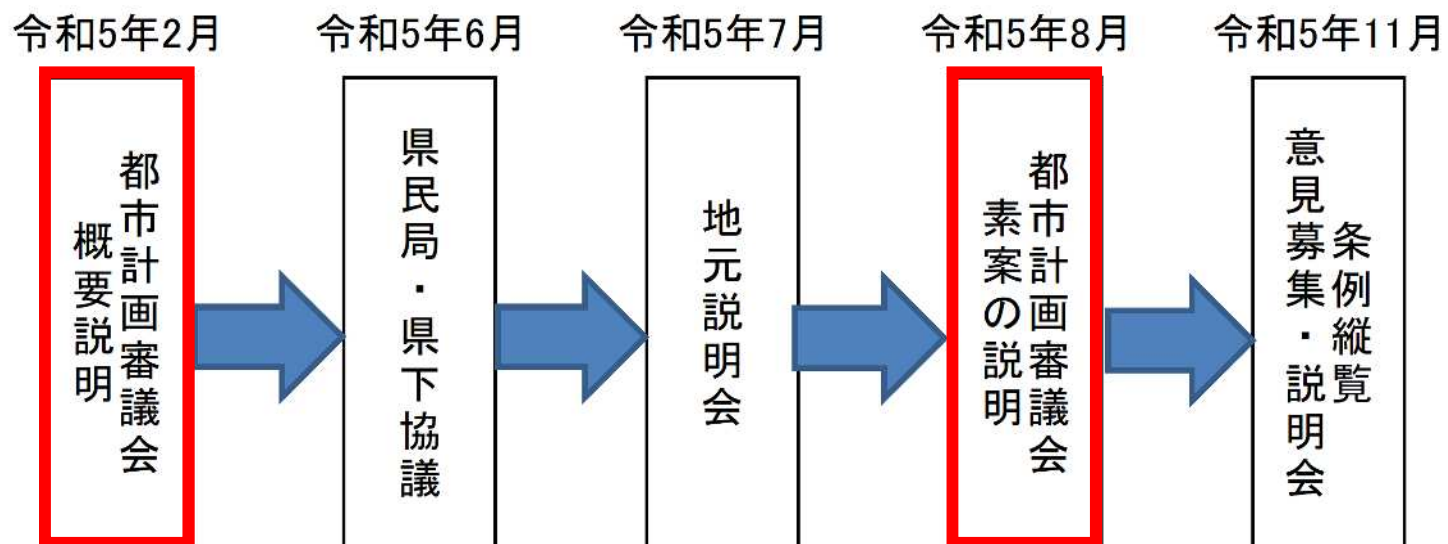 令和5年2月
令和5年6月
令和5年7月
令和5年8月
令和5年11月
都市計画審議会
概要説明
県民局・県下協議
地元説明会
都市計画審議会
素案の説明
条例縦覧
意見募集・説明会